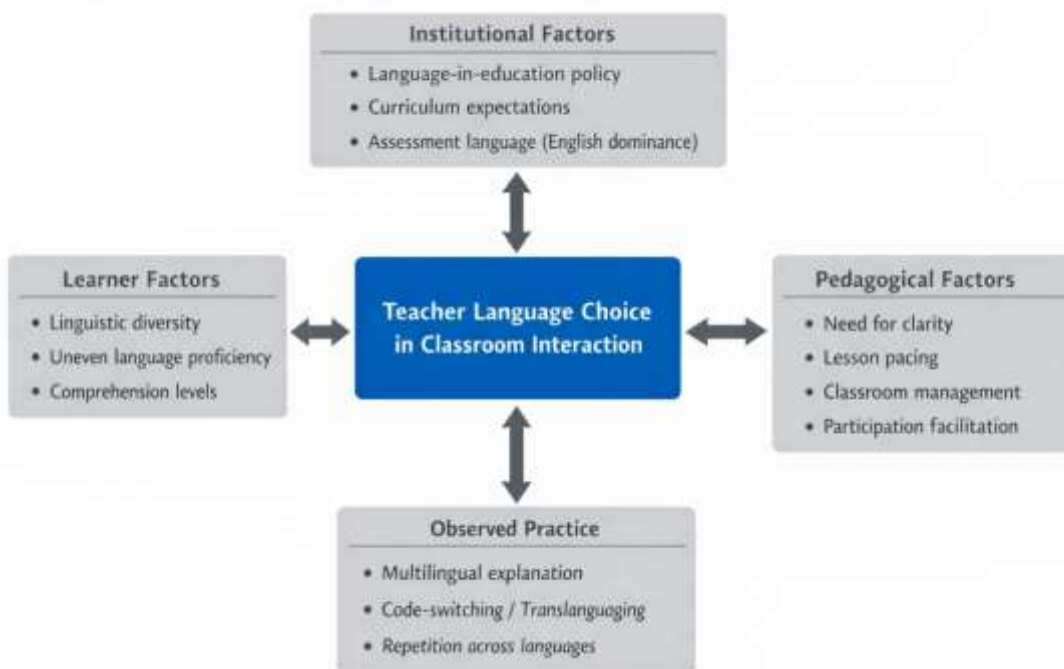 Institutional Factors
• Language-in-education policy
• Curriculum expectations
• Assessment language (English dominance)
Learner Factors
• Linguistic diversity
• Uneven language proficiency
• Comprehension levels
Teacher Language Choice
in Classroom Interaction
Pedagogical Factors
• Need for clarity
• Lesson pacing
• Classroom management
• Participation facilitation
Observed Practice
• Multilingual explanation
• Code-switching / Translanguaging
• Repetition across languages